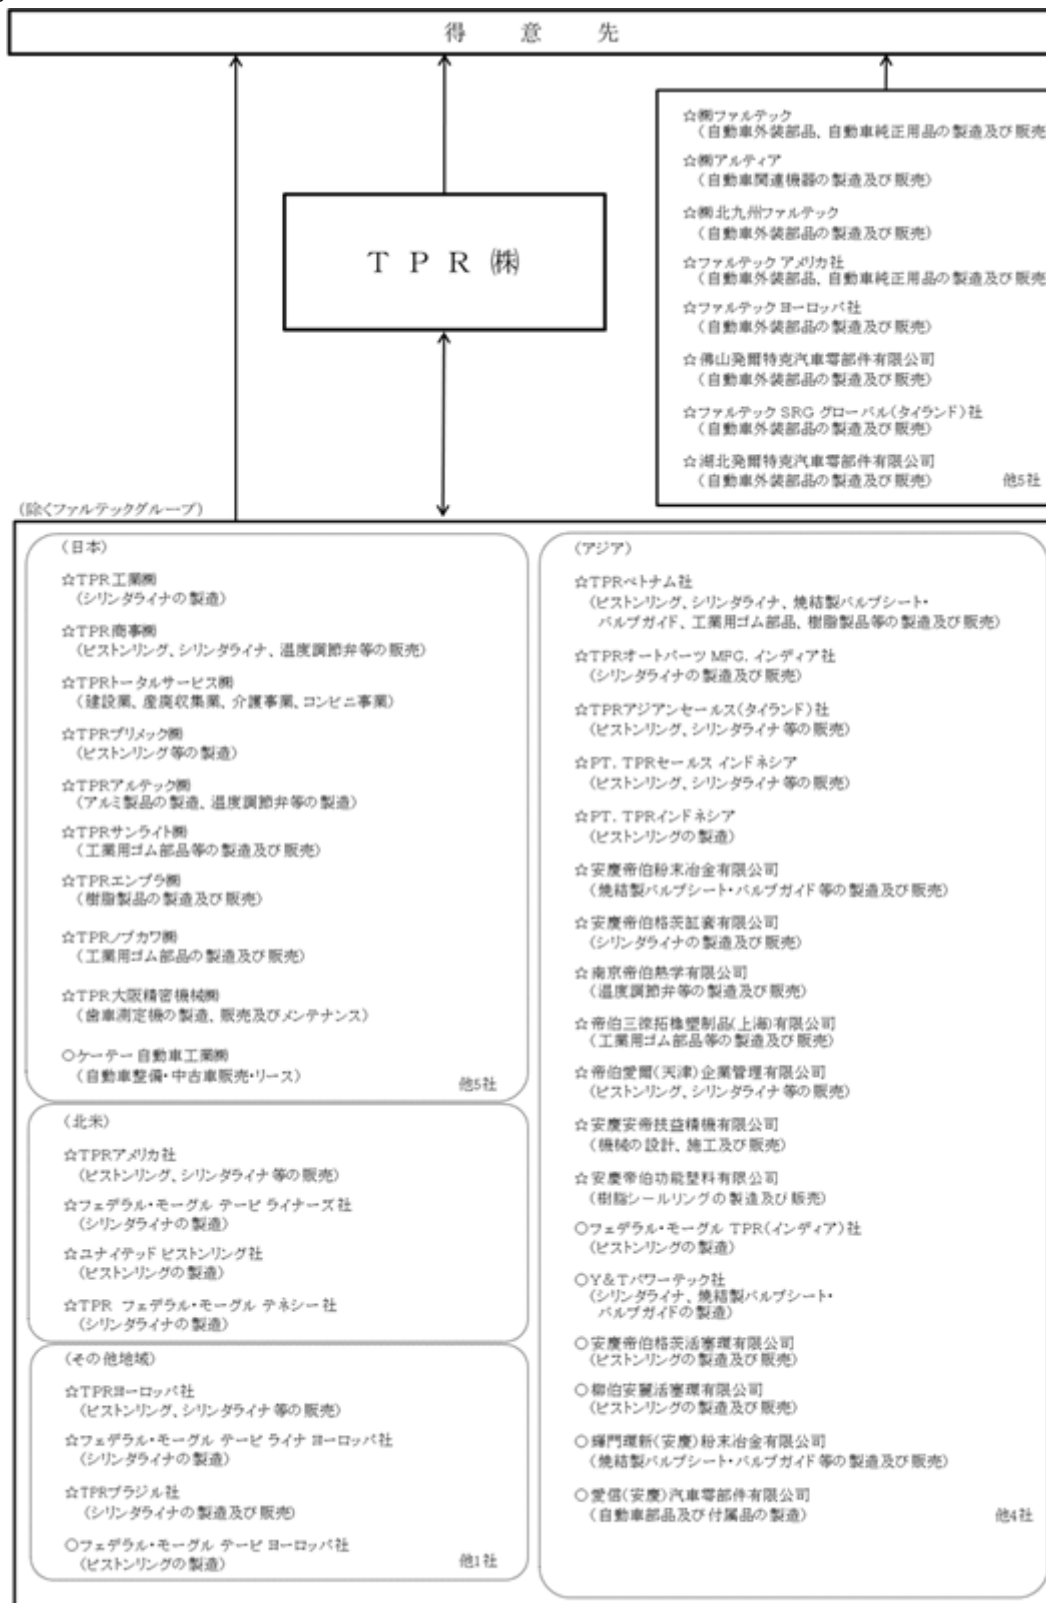 得意先
☆㈱ファルテック
(自動車外装部品、自動車純正用品の製造及び販売
☆㈱アルティア
(自動車関連機器の製造及び販売)
☆㈱北九州ファルテック
(自動車外装部品の製造及び販売)
☆ファルテック アメリカ社
(自動車外装部品、自動車純正用品の製造及び販売
☆ファルテック ヨーロッパ社
(自動車外装部品の製造及び販売)
☆佛山発爾特克汽車零部件有限公司
(自動車外装部品の製造及び販売)
☆ファルテック SRG グローバル(タイランド)社
(自動車外装部品の製造及び販売)
☆湖北発爾特克汽車零部件有限公司
(自動車外装部品の製造及び販売) 他5社
TPR㈱
(除くファルテックグループ)
(日本)
☆TPR工業㈱
(シリンダライナの製造)
☆TPR商事㈱
(ピストンリング、シリンダライナ、温度調節弁等の販売)
☆TPRトータルサービス㈱
(建設業、産廃収集業、介護事業、コンビニ事業)
☆TPRプリメック㈱
(ピストンリング等の製造)
☆TPRアルテック㈱
(アルミ製品の製造、温度調節弁等の製造)
☆TPRサンライト㈱
(工業用ゴム部品等の製造及び販売)
☆TPRエンプラ㈱
(樹脂製品の製造及び販売)
☆TPRノブカワ㈱
(工業用ゴム部品の製造及び販売)
☆TPR大阪精密機械㈱
(歯車測定機の製造、販売及びメンテナンス)
○ケーテー自動車工業㈱
(自動車整備・中古車販売・リース) 他5社
(北米)
☆TPRアメリカ社
(ピストンリング、シリンダライナ等の販売)
☆フェデラル・モーグル テーピ ライナーズ社
(シリンダライナの製造)
☆ユナイテッド ピストンリング社
(ピストンリングの製造)
☆TPR フェデラル・モーグル テネシー社
(シリンダライナの製造)
(その他地域)
☆TPRヨーロッパ社
(ピストンリング、シリンダライナ等の販売)
☆フェデラル・モーグル テーピ ライナ ヨーロッパ社
(シリンダライナの製造)
☆TPRブラジル社
(シリンダライナの製造及び販売)
○フェデラル・モーグル テーピ ヨーロッパ社
(ピストンリングの製造) 他1社
(アジア)
☆TPRベトナム社
(ピストンリング、シリンダライナ、焼結製バルブシート・
バルブガイド、工業用ゴム部品、樹脂製品等の製造及び販売)
☆TPRオートパーツ MFG. インディア社
(シリンダライナの製造及び販売)
☆TPRアジアンセールス(タイランド)社
(ピストンリング、シリンダライナ等の販売)
☆PT. TPRセールス インドネシア
(ピストンリング、シリンダライナ等の販売)
☆PT. TPRインドネシア
(ピストンリングの製造)
☆安慶帝伯粉末冶金有限公司
(焼結製バルブシート・バルブガイド等の製造及び販売)
☆安慶帝伯格茨缸套有限公司
(シリンダライナの製造及び販売)
☆南京帝伯熱学有限公司
(温度調節弁等の製造及び販売)
☆帝伯三徠拓橡塑制品(上海)有限公司
(工業用ゴム部品等の製造及び販売)
☆帝伯愛爾(天津)企業管理有限公司
(ピストンリング、シリンダライナ等の販売)
☆安慶安帝技益精機有限公司
(機械の設計、施工及び販売)
☆安慶帝伯功能塑料有限公司
(樹脂シールリングの製造及び販売)
○フェデラル・モーグル TPR(インディア)社
(ピストンリングの製造)
○Y&Tパワーテック社
(シリンダライナ、焼結製バルブシート・
バルブガイドの製造)
○安慶帝伯格茨活塞環有限公司
(ピストンリングの製造及び販売)
○柳伯安麗活塞環有限公司
(ピストンリングの製造及び販売)
○輝門環新(安慶)粉末冶金有限公司
(焼結製バルブシート・バルブガイド等の製造及び販売)
○愛信(安慶)汽車零部件有限公司
(自動車部品及び付属品の製造) 他4社